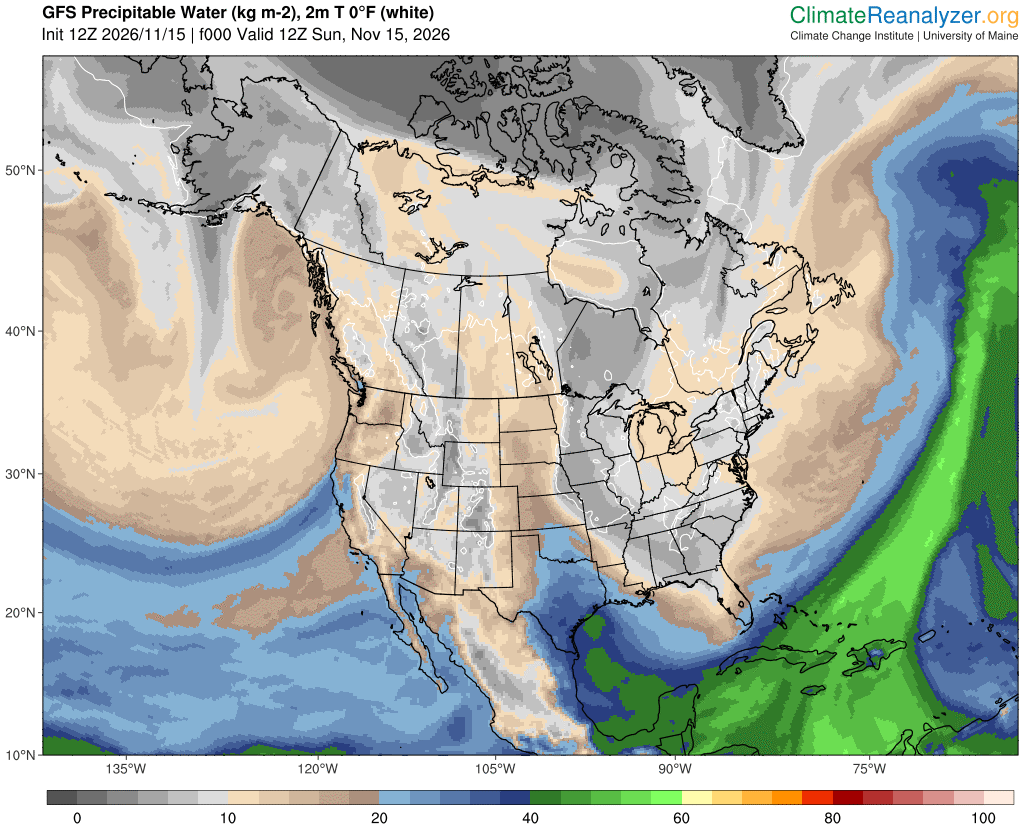 GFS Precipitable Water (kg m-2), 2m T 0°F (white)
Init 12Z 2026/11/15 | f000 Valid 12Z Sun, Nov 15, 2026
ClimateReanalyzer.org
Climate Change Institute | University of Maine
50°N
40°N
30°N
20°N
10°N
135°W 120°W 105°W 90°W 75°W
0 10 20 40 60 80 100